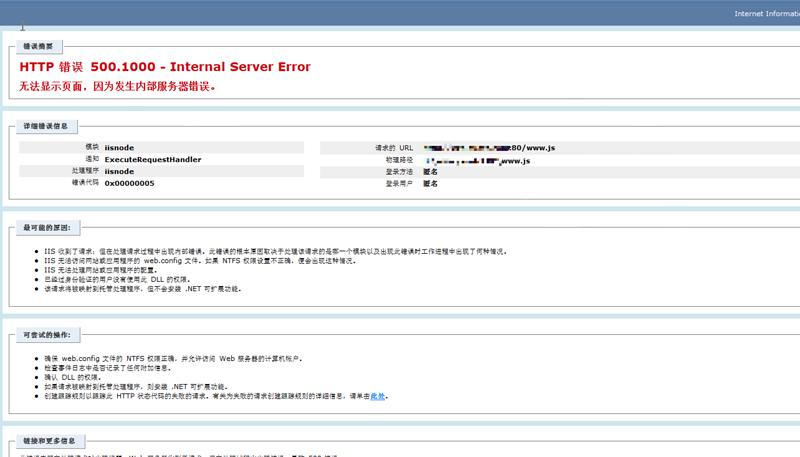 Internet Informatio
错误摘要
HTTP 错误 500.1000 - Internal Server Error
无法显示页面，因为发生内部服务器错误。
详细错误信息
模块 iisnode
通知 ExecuteRequestHandler
处理程序 iisnode
错误代码 0x00000005
请求的 URL :80/www.js
物理路径 \www.js
登录方法 匿名
登录用户 匿名
最可能的原因:
IIS 收到了请求; 但在处理请求过程中出现内部错误。此错误的根本原因取决于处理该请求的是哪一个模块以及出现此错误时工作进程中出现了何种情况。
IIS 无法访问网站或应用程序的 web.config 文件。如果 NTFS 权限设置不正确，便会出现这种情况。
IIS 无法处理网站或应用程序的配置。
已经过身份验证的用户没有使用此 DLL 的权限。
该请求将被映射到托管处理程序，但不会安装 .NET 可扩展功能。
可尝试的操作:
确保 web.config 文件的 NTFS 权限正确，并允许访问 Web 服务器的计算机帐户。
检查事件日志中是否记录了任何附加信息。
确认 DLL 的权限。
如果请求被映射到托管处理程序，则安装 .NET 可扩展功能。
创建跟踪规则以跟踪此 HTTP 状态代码的失败的请求。有关为失败的请求创建跟踪规则的详细信息，请单击此处。
链接和更多信息